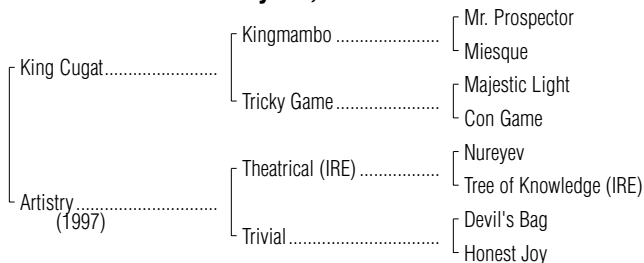 Mr. Prospector
Kingmambo
Miesque
King Cugat
Majestic Light
Tricky Game
Con Game
Nureyev
Theatrical (IRE)
Tree of Knowledge (IRE)
Artistry
(1997)
Devil's Bag
Trivial
Honest Joy